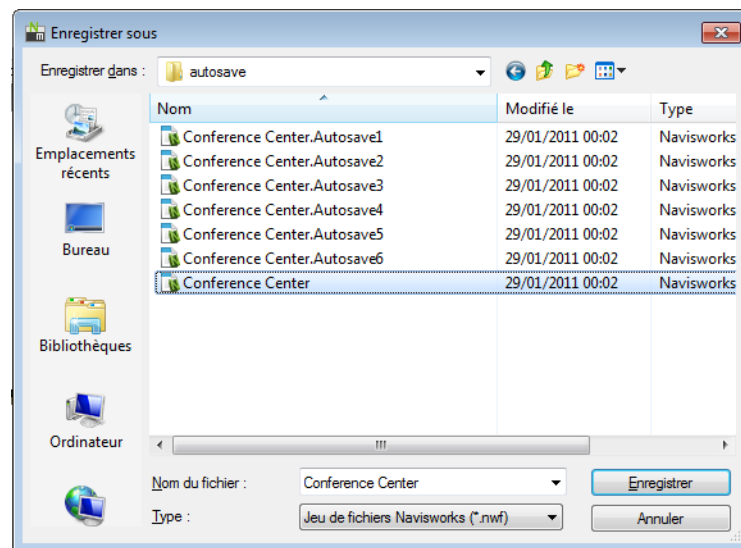 Enregistrer sous
Enregistrer dans :
autosave
Nom
Modifié le
Type
Conference Center.Autosave1 29/01/2011 00:02 Navisworks
Conference Center.Autosave2 29/01/2011 00:02 Navisworks
Conference Center.Autosave3 29/01/2011 00:02 Navisworks
Conference Center.Autosave4 29/01/2011 00:02 Navisworks
Conference Center.Autosave5 29/01/2011 00:02 Navisworks
Conference Center.Autosave6 29/01/2011 00:02 Navisworks
Conference Center 29/01/2011 00:02 Navisworks
Emplacements
récents
Bureau
Bibliothèques
Ordinateur
Nom du fichier :
Conference Center
Enregistrer
Type :
Jeu de fichiers Navisworks (*.nwf)
Annuler